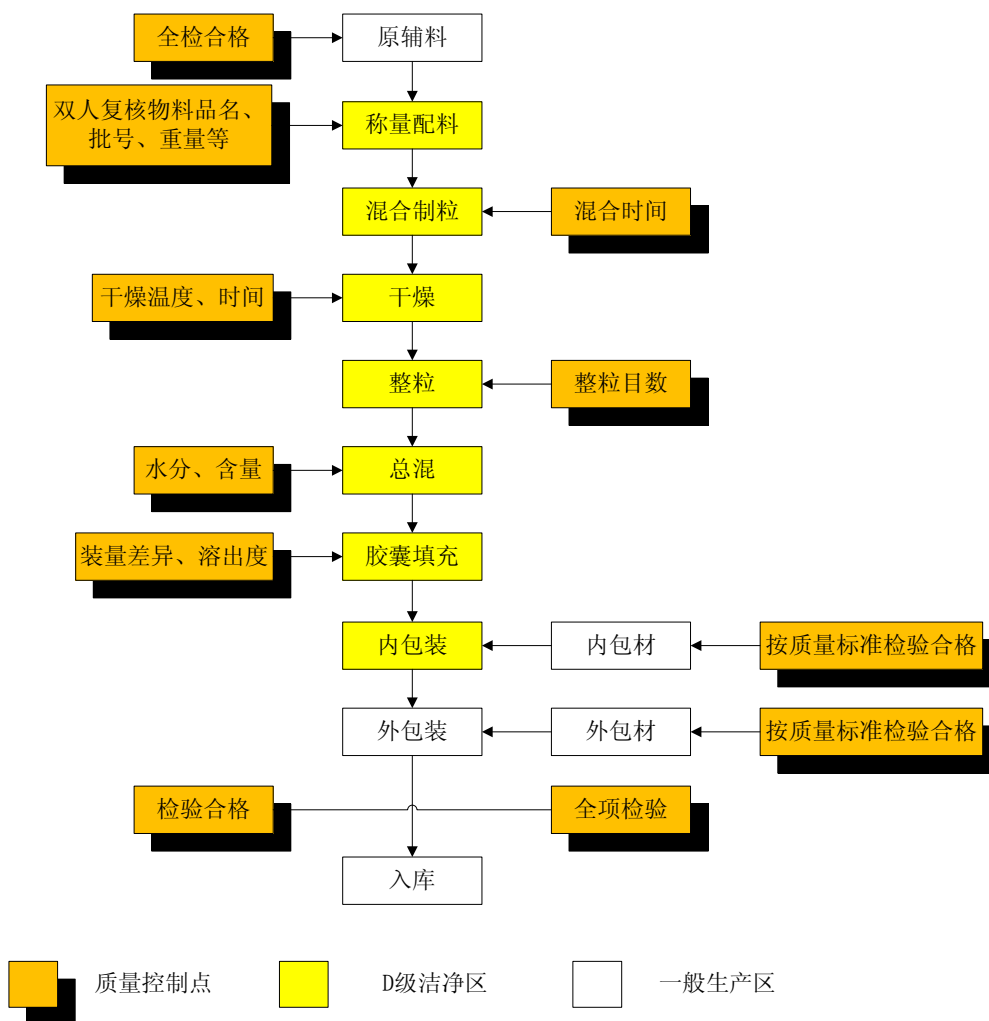 全检合格
原辅料
双人复核物料品名、
批号、重量等
称量配料
混合制粒
混合时间
干燥温度、时间
干燥
整粒
整粒目数
水分、含量
总混
装量差异、溶出度
胶囊填充
内包装
内包材
按质量标准检验合格
外包装
外包材
按质量标准检验合格
检验合格
全项检验
入库
质量控制点
D级洁净区
一般生产区